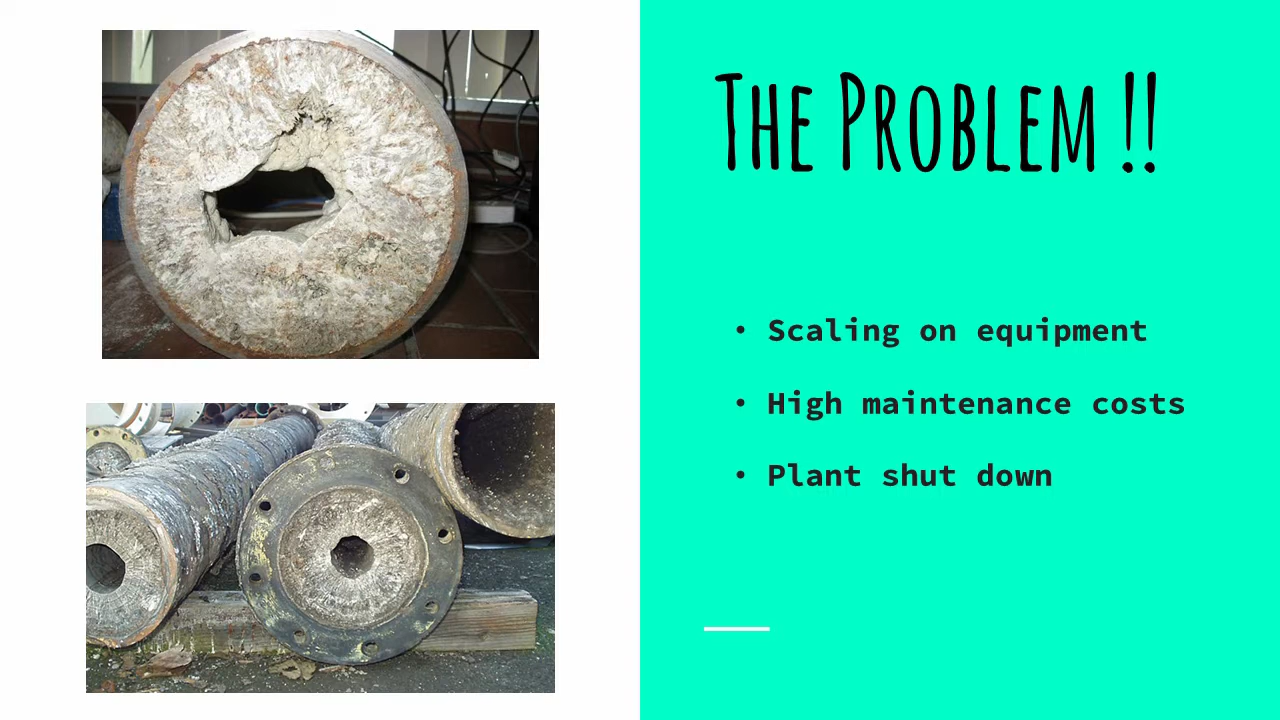 The Problem !!
• Scaling on equipment
• High maintenance costs
• Plant shut down